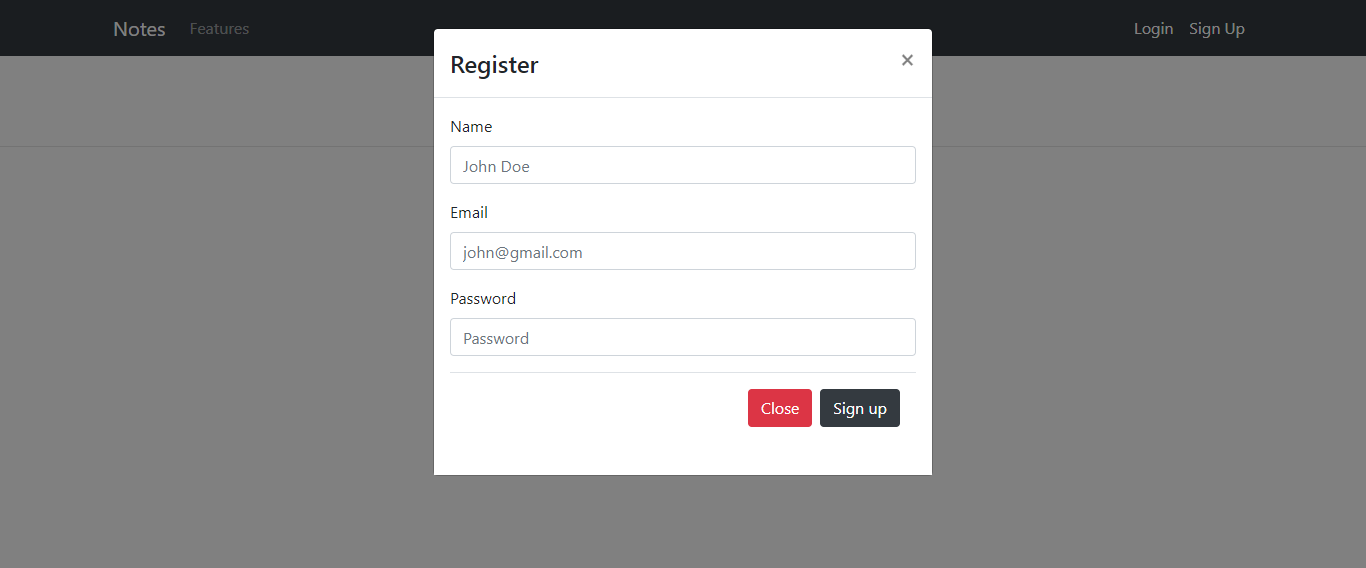 Notes Features Login Sign Up
Register ×
Name
John Doe
Email
john@gmail.com
Password
Password
Close Sign up